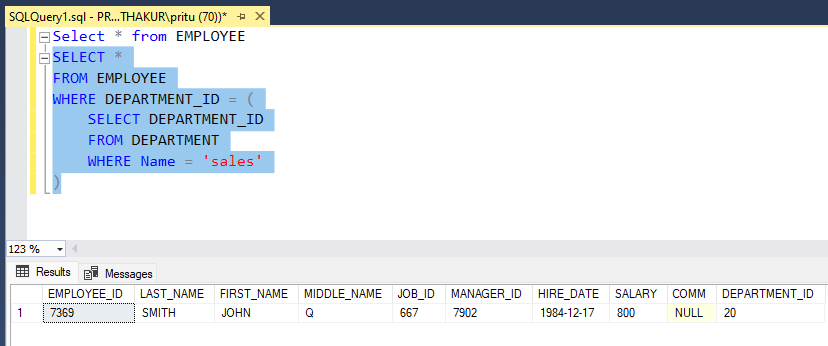 SQLQuery1.sql - PR...THAKUR\pritu (70))*
Select * from EMPLOYEE
SELECT *
FROM EMPLOYEE
WHERE DEPARTMENT_ID = (
SELECT DEPARTMENT_ID
FROM DEPARTMENT
WHERE Name = 'sales'
)
123 %
Results Messages
EMPLOYEE_ID LAST_NAME FIRST_NAME MIDDLE_NAME JOB_ID MANAGER_ID HIRE_DATE SALARY COMM DEPARTMENT_ID
1 7369 SMITH JOHN Q 667 7902 1984-12-17 800 NULL 20